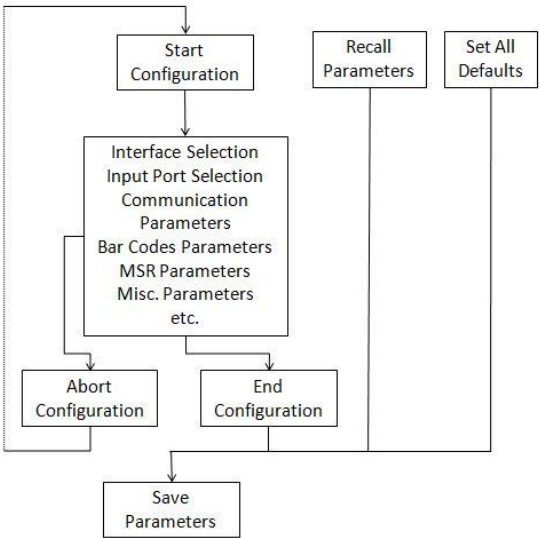 Start
Configuration
Recall
Parameters
Set All
Defaults
Interface Selection
Input Port Selection
Communication
Parameters
Bar Codes Parameters
MSR Parameters
Misc. Parameters
etc.
Abort
Configuration
End
Configuration
Save
Parameters